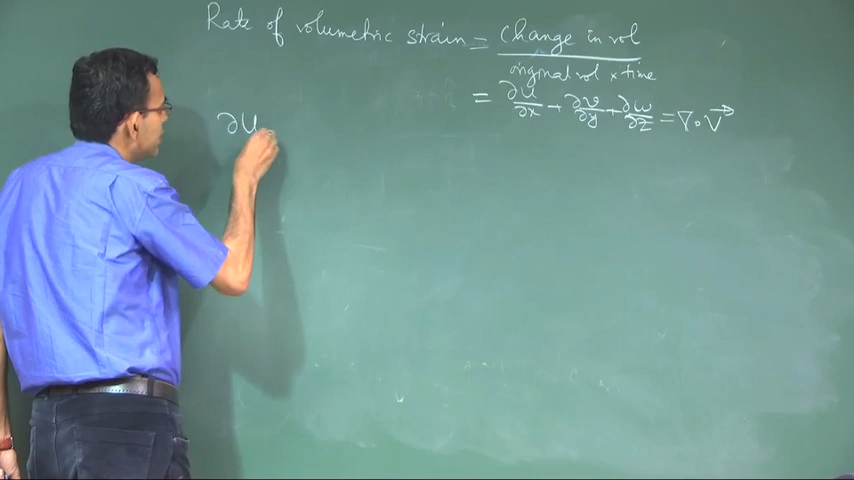 Rate of volumetric strain = Change in vol / original vol × time
= ∂u/∂x + ∂v/∂y + ∂w/∂z = ∇·V⃗
∂u